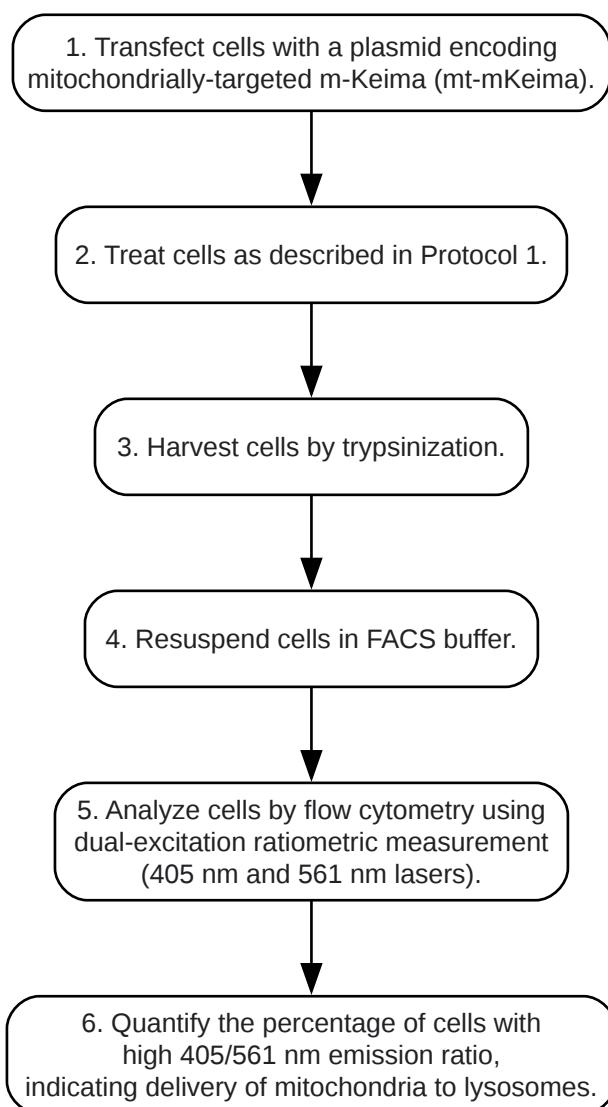 1. Transfect cells with a plasmid encoding
mitochondrially-targeted m-Keima (mt-mKeima).
2. Treat cells as described in Protocol 1.
3. Harvest cells by trypsinization.
4. Resuspend cells in FACS buffer.
5. Analyze cells by flow cytometry using
dual-excitation ratiometric measurement
(405 nm and 561 nm lasers).
6. Quantify the percentage of cells with
high 405/561 nm emission ratio,
indicating delivery of mitochondria to lysosomes.